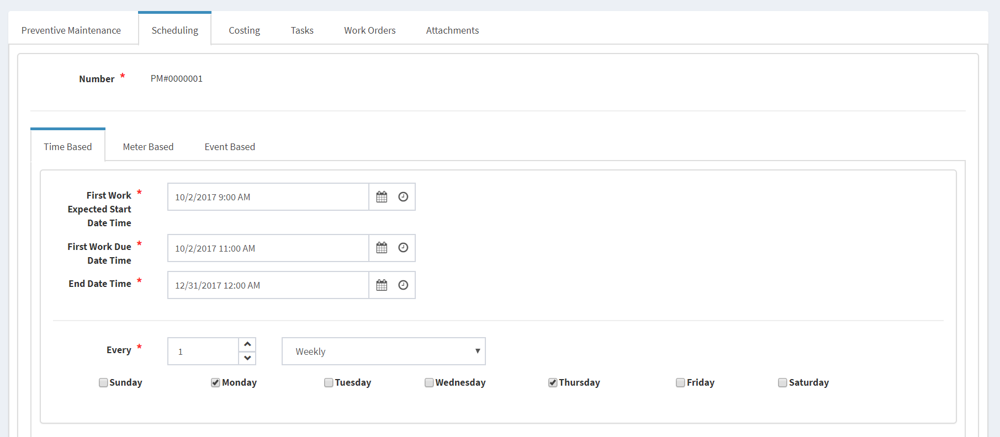 Preventive Maintenance Scheduling Costing Tasks Work Orders Attachments
Number * PM#0000001
Time Based Meter Based Event Based
First Work * 10/2/2017 9:00 AM
Expected Start
Date Time
First Work Due * 10/2/2017 11:00 AM
Date Time
End Date Time * 12/31/2017 12:00 AM
Every * 1 Weekly
Sunday Monday Tuesday Wednesday Thursday Friday Saturday